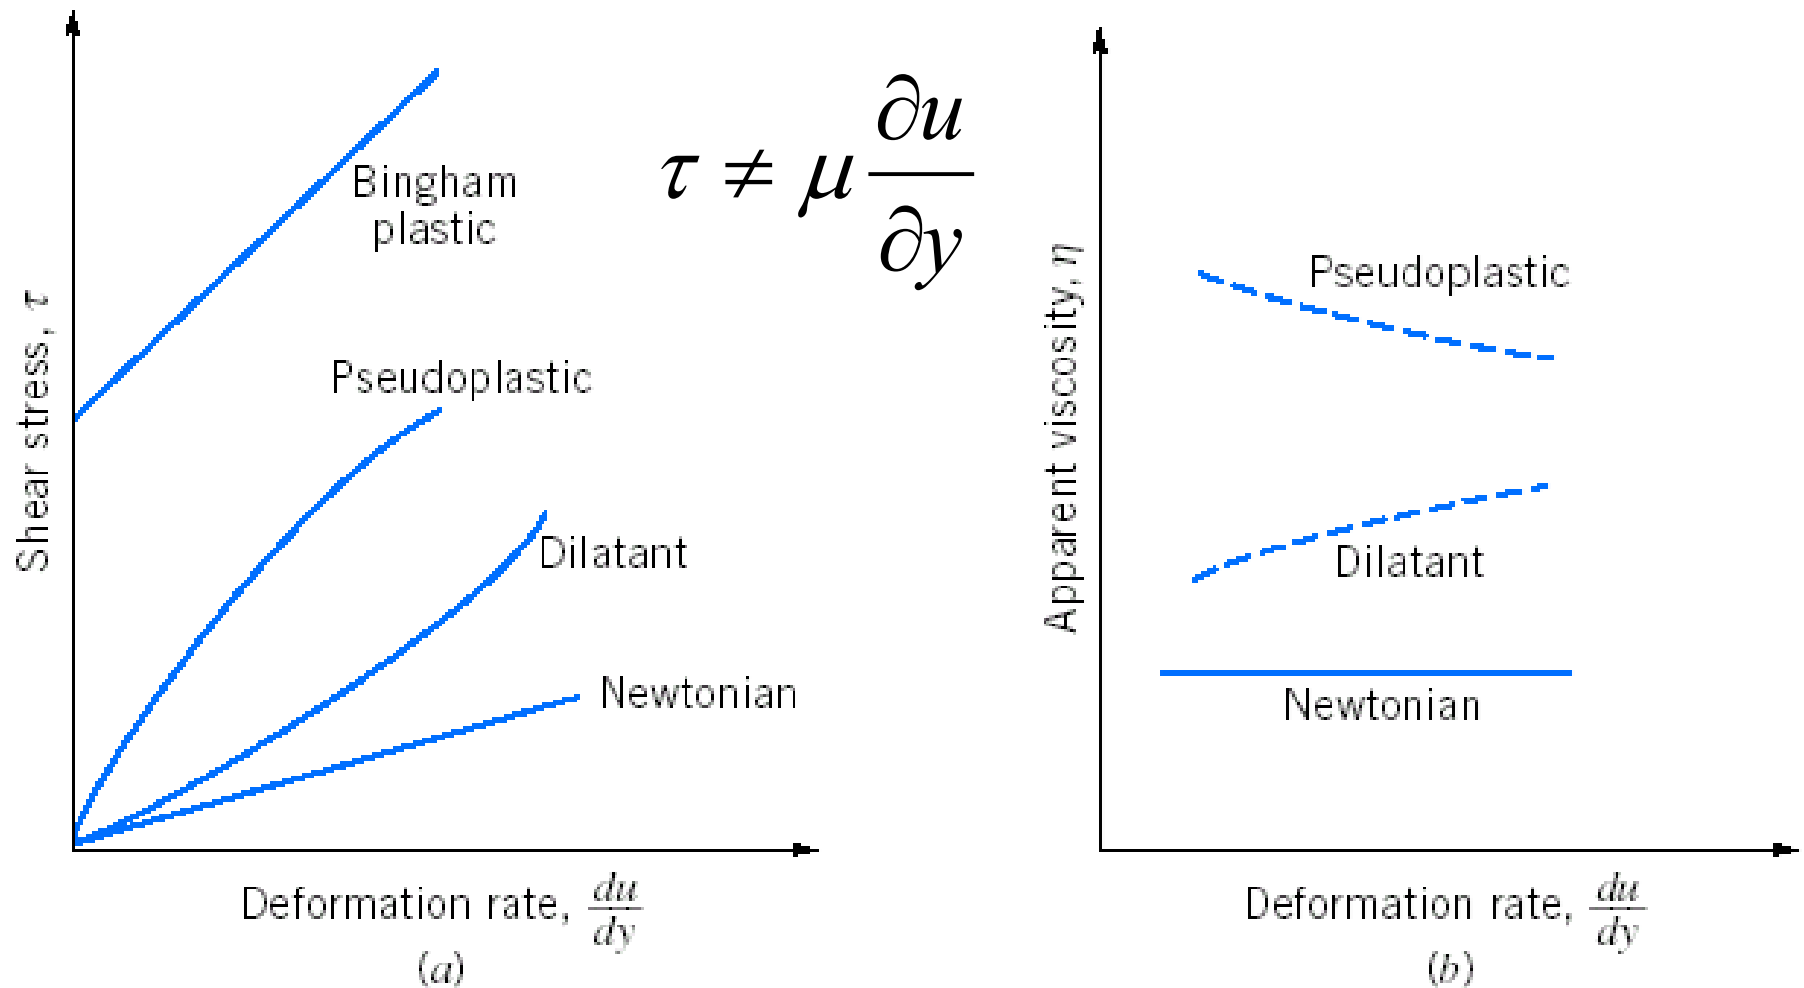 Shear stress, τ
Bingham
plastic
Pseudoplastic
Dilatant
Newtonian
Deformation rate, du/dy
(a)
τ ≠ μ ∂u/∂y
Apparent viscosity, η
Pseudoplastic
Dilatant
Newtonian
Deformation rate, du/dy
(b)